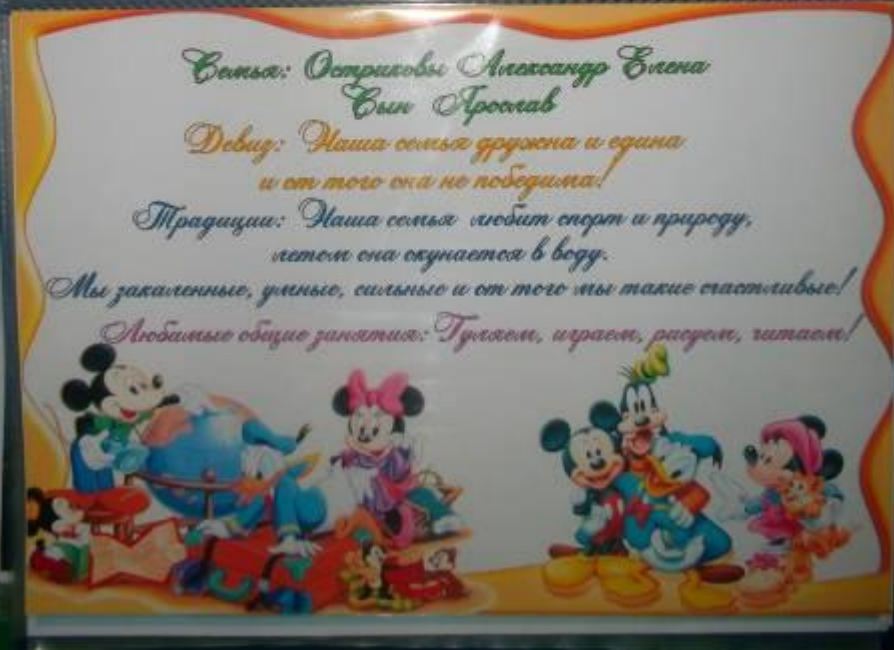 Семья: Остриковы Александр Елена
Сын Ярослав
Девиз: Наша семья дружна и едина
и от того она не победима!
Традиции: Наша семья любит спорт и природу,
летом она окунается в воду.
Мы закаленные, умные, сильные и от того мы такие счастливые!
Любимые общие занятия: Гуляем, играем, рисуем, читаем!